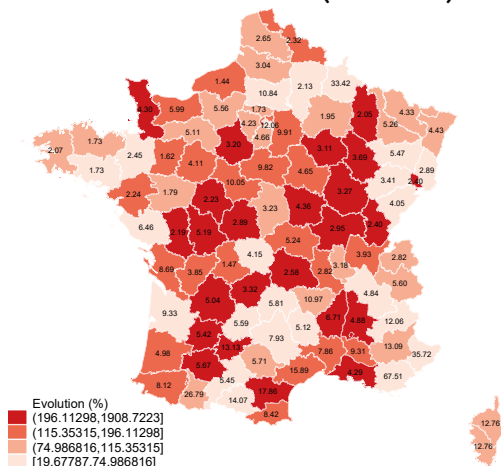 2.65 2.32
3.04
1.44 10.84 2.13 33.42
4.30 5.99 5.56 1.73 1.95 2.05 4.33
5.26 4.43
4.23 12.06
4.66 9.91
5.11 3.20 3.11
2.07 1.73 2.45 1.62 4.11 9.82 4.65 3.69 5.47
1.73 2.89
2.24 1.79 10.05 3.27 3.41 2.40
2.23 3.23 4.36 4.05
6.46 2.19 5.19 2.89 2.95 2.40
5.24
8.69 3.85 1.47 4.15 2.58 2.82 3.18 3.93 2.82
5.60
5.04 3.32 5.81 10.97 4.84
9.33 5.59 6.71 4.88 12.06
5.42 13.13 7.93 5.12
4.98 5.67 5.71 7.86 9.31 13.09 35.72
15.89 4.29 67.51
8.12 26.79 5.45 14.07 17.86
8.42
12.76
12.76
Evolution (%)
(196.11298,1908.7223]
(115.35315,196.11298]
(74.986816,115.35315]
[19.67787,74.986816]